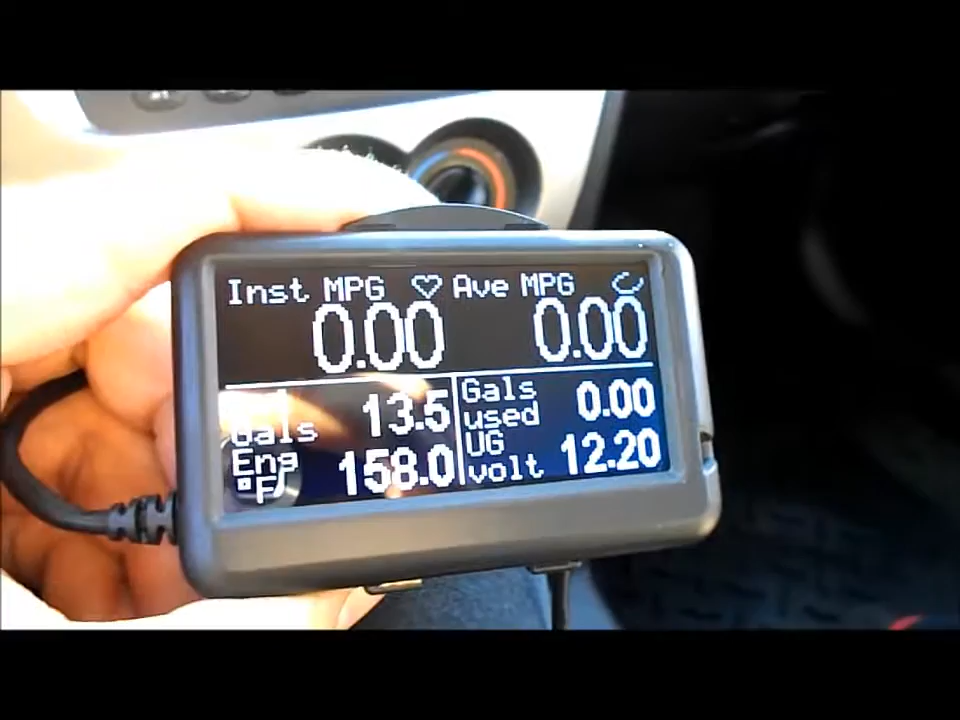 Inst MPG Ave MPG
0.00 0.00
Gals 13.5
Gals used 0.00
Eng °F 158.0
UG volt 12.20